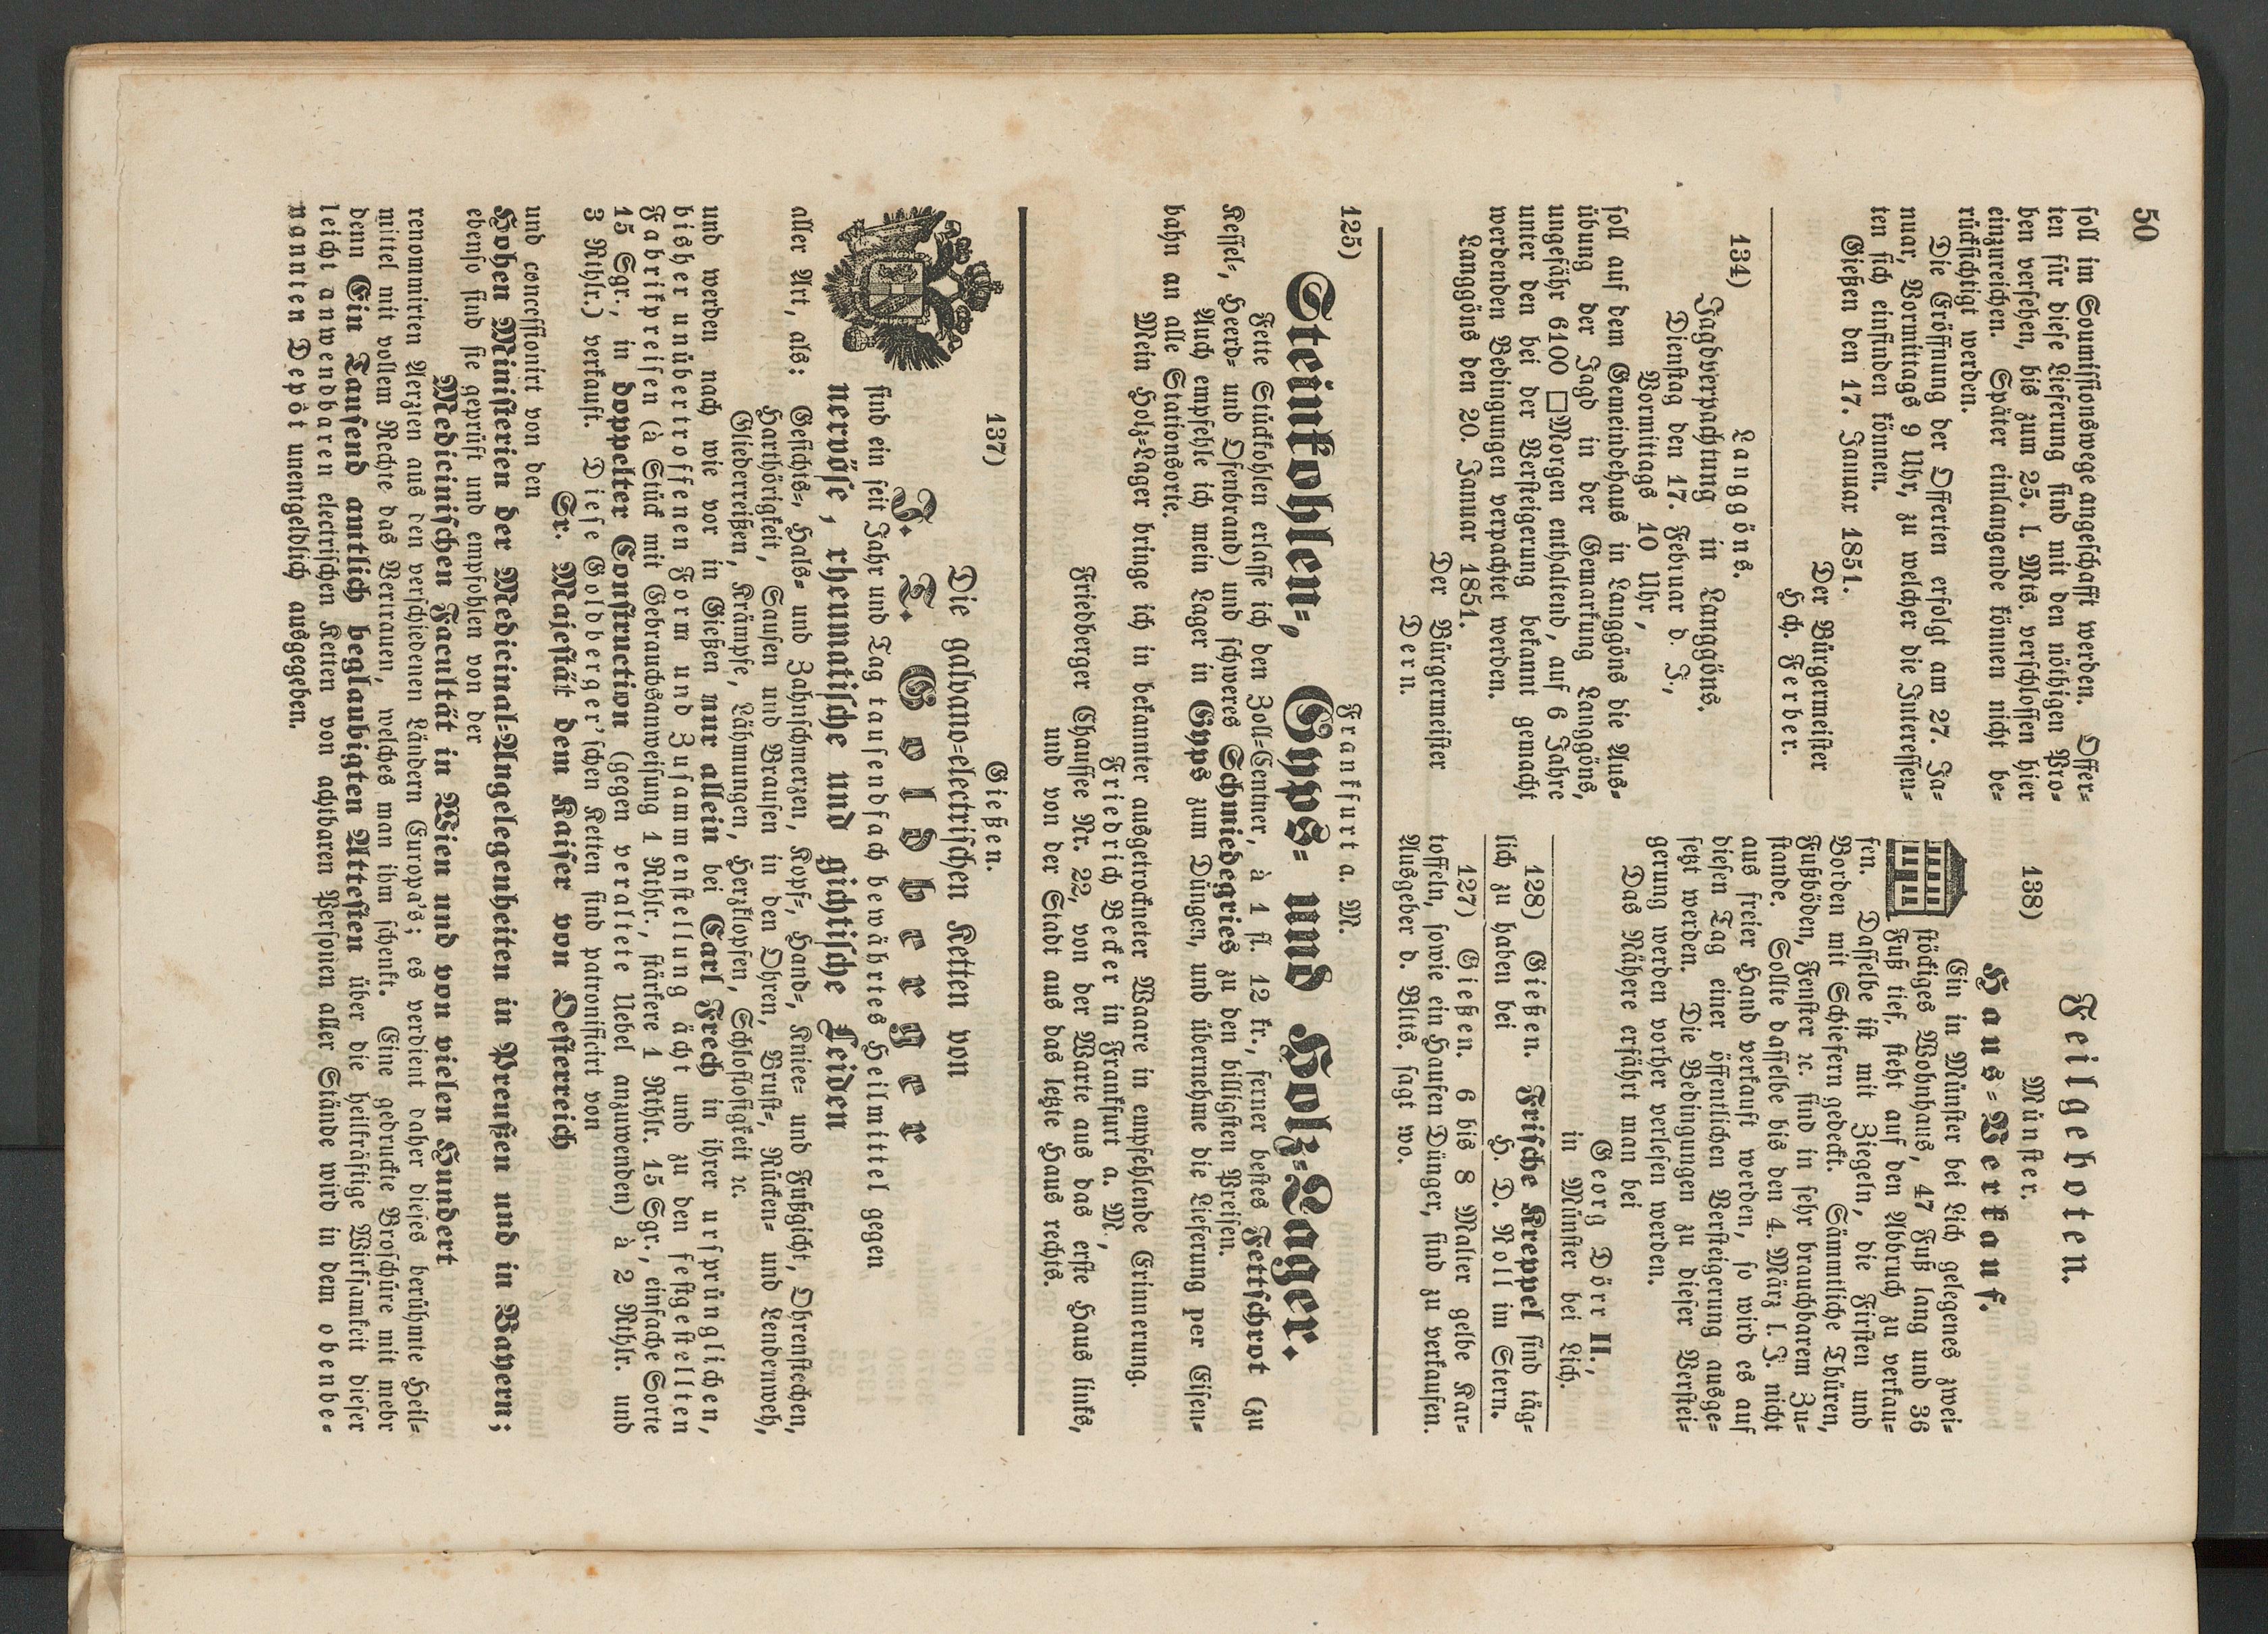 50
soll im Soumissionswege angeschafft werden. Offer-
ten für diese Lieferung sind mit den nöthigen Pro-
ben versehen, bis zum 25. l. Mts. verschlossen hier
einzureichen. Später einlangende können nicht be-
rücksichtigt werden.
Die Eröffnung der Offerten erfolgt am 27. Ja-
nuar, Vormittags 9 Uhr, zu welcher die Interessen-
ten sich einfinden können.
Gießen den 17. Januar 1851.
Der Bürgermeister
Hch. Ferber.
134) Langgöns.
Jagdverpachtung in Langgöns.
Dienstag den 17. Februar d. J.,
Vormittags 10 Uhr,
soll auf dem Gemeindehaus in Langgöns die Aus-
übung der Jagd in der Gemarkung Langgöns,
ungefähr 6100 □Morgen enthaltend, auf 6 Jahre
unter den bei der Versteigerung bekannt gemacht
werdenden Bedingungen verpachtet werden.
Langgöns den 20. Januar 1851.
Der Bürgermeister
Dern.
Feilgeboten.
138) Münster.
Haus-Verkauf.
Ein in Münster bei Lich gelegenes zwei-
stöckiges Wohnhaus, 47 Fuß lang und 36
Fuß tief, steht auf den Abbruch zu verkau-
fen. Dasselbe ist mit Ziegeln, die Firsten und
Borden mit Schiefern gedeckt. Sämmtliche Thüren,
Fußböden, Fenster ꝛc. sind in sehr brauchbarem Zu-
stande. Sollte dasselbe bis den 4. März l. J. nicht
aus freier Hand verkauft werden, so wird es auf
diesen Tag einer öffentlichen Versteigerung ausge-
setzt werden. Die Bedingungen zu dieser Verstei-
gerung werden vorher verlesen werden.
Das Nähere erfährt man bei
Georg Dörr II.,
in Münster bei Lich.
128) Gießen. Frische Kreppel sind täg-
lich zu haben bei H. D. Noll im Stern.
127) Gießen. 6 bis 8 Malter gelbe Kar-
toffeln, sowie ein Haufen Dünger, sind zu verkaufen.
Ausgeber d. Blts. sagt wo.
125) Frankfurt a. M.
Steinkohlen-, Gyps- und Holz-Lager.
Fette Stückkohlen erlasse ich den Zoll-Centner, à 1 fl. 12 kr., ferner bestes Fettschrot (zu
Kessel-, Heerd- und Ofenbrand) und schweres Schmiedegries zu den billigsten Preisen.
Auch empfehle ich mein Lager in Gyps zum Düngen, und übernehme die Lieferung per Eisen-
bahn an alle Stationsorte.
Mein Holz-Lager bringe ich in bekannter ausgetrockneter Waare in empfehlende Erinnerung.
Friedrich Becker in Frankfurt a. M.,
Friedberger Chaussee Nr. 22, von der Warte aus das erste Haus links,
und von der Stadt aus das letzte Haus rechts.
137) Gießen.
Die galvano-electrischen Ketten von
J. T. Goldberger
sind ein seit Jahr und Tag tausendfach bewährtes Heilmittel gegen
nervöse, rheumatische und gichtische Leiden
aller Art, als: Gesichts-, Hals- und Zahnschmerzen, Kopf-, Hand-, Kniee- und Fußgicht, Ohrenstechen,
Harthörigkeit, Sausen und Brausen in den Ohren, Brust-, Rücken- und Lendenweh,
Gliederreißen, Krämpfe, Lähmungen, Herzklopfen, Schlaflosigkeit ꝛc.
und werden nach wie vor in Gießen nur allein bei Carl Frech in ihrer ursprünglichen,
bisher unübertroffenen Form und Zusammenstellung ächt und zu den festgestellten
Fabrikpreisen (à Stück mit Gebrauchsanweisung 1 Rthlr., stärkere 1 Rthlr. 15 Sgr., einfache Sorte
15 Sgr., in doppelter Construction (gegen veraltete Uebel anzuwenden) à 2 Rthlr. und
3 Rthlr.) verkauft. Diese Goldberger'schen Ketten sind patronisirt von
Sr. Majestät dem Kaiser von Oesterreich
und concessionirt von den
Hohen Ministerien der Medicinal-Angelegenheiten in Preußen und in Bayern;
ebenso sind sie geprüft und empfohlen von der
Medicinischen Facultät in Wien und von vielen Hundert
renommirten Aerzten aus den verschiedenen Ländern Europa's; es verdient daher dieses berühmte Heil-
mittel mit vollem Rechte das Vertrauen, welches man ihm schenkt. Eine gedruckte Broschüre mit mehr
denn Ein Tausend amtlich beglaubigten Attesten über die heilkräftige Wirksamkeit dieser
leicht anwendbaren electrischen Ketten von achtbaren Personen aller Stände wird in dem obenbe-
nannten Depôt unentgeldlich ausgegeben.